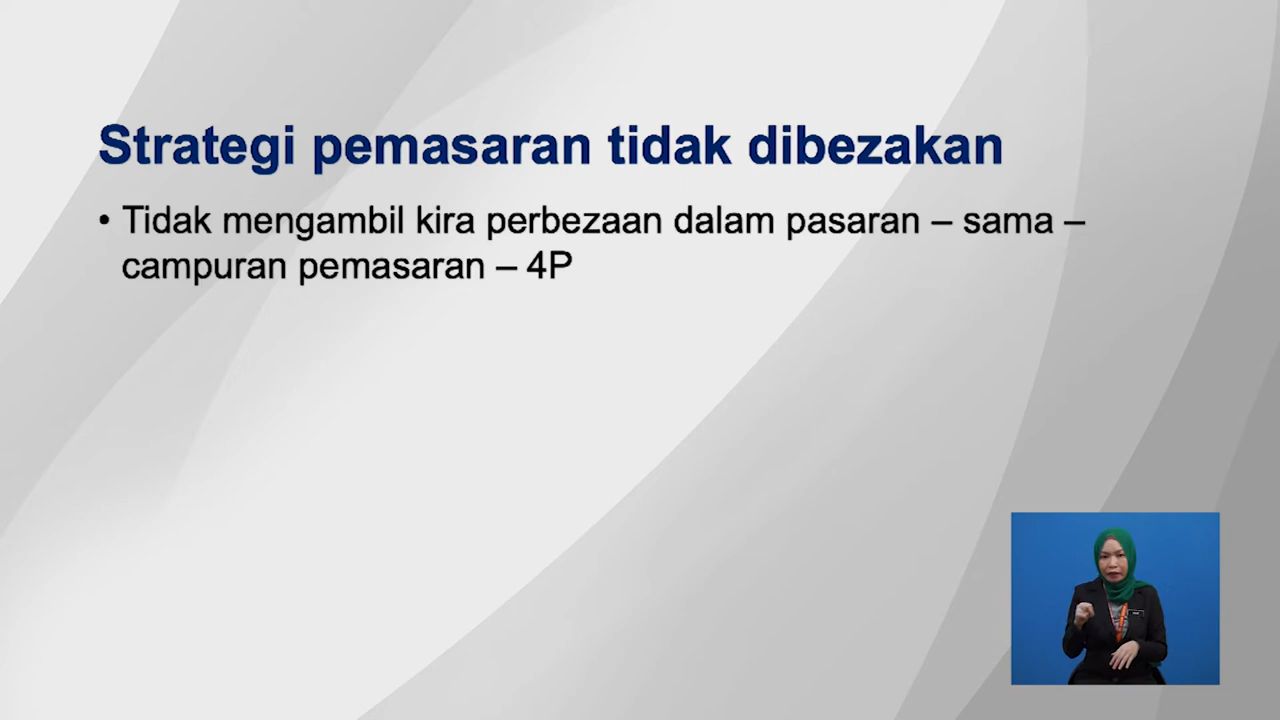 Strategi pemasaran tidak dibezakan
• Tidak mengambil kira perbezaan dalam pasaran – sama –
campuran pemasaran – 4P